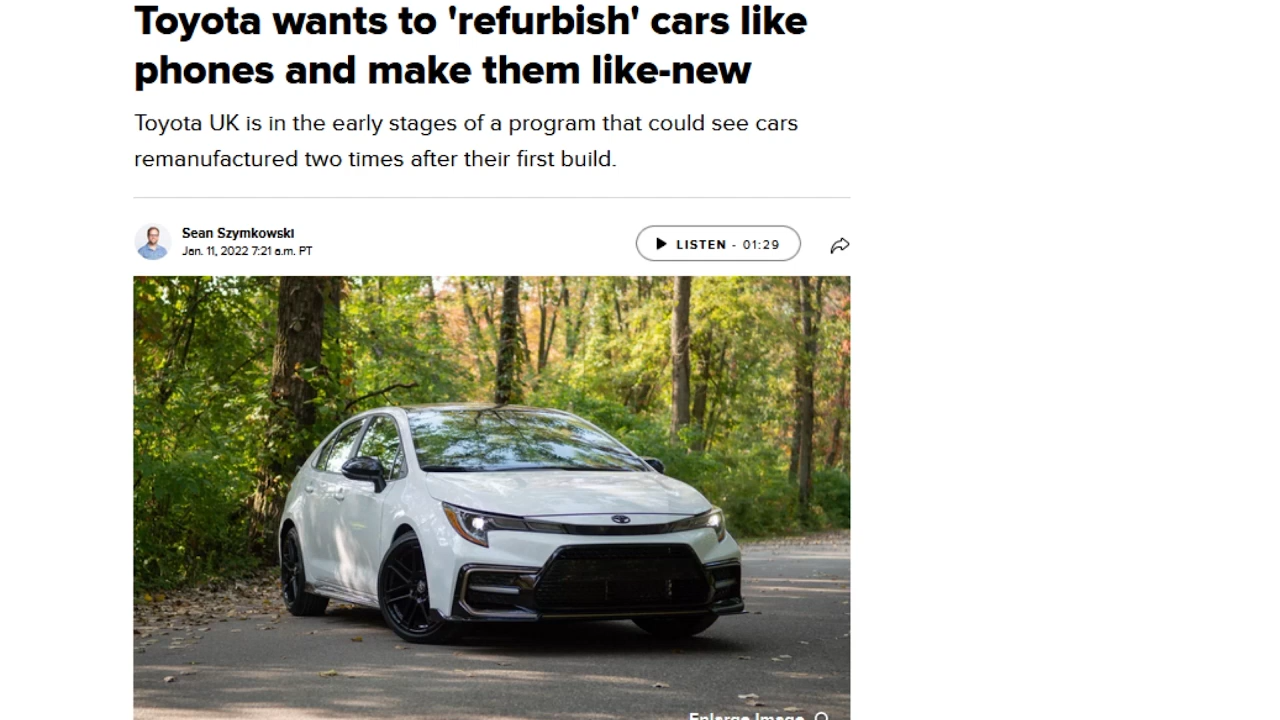 Toyota wants to 'refurbish' cars like
phones and make them like-new
Toyota UK is in the early stages of a program that could see cars
remanufactured two times after their first build.
Sean Szymkowski
Jan. 11, 2022 7:21 a.m. PT
LISTEN - 01:29
Enlarge Image